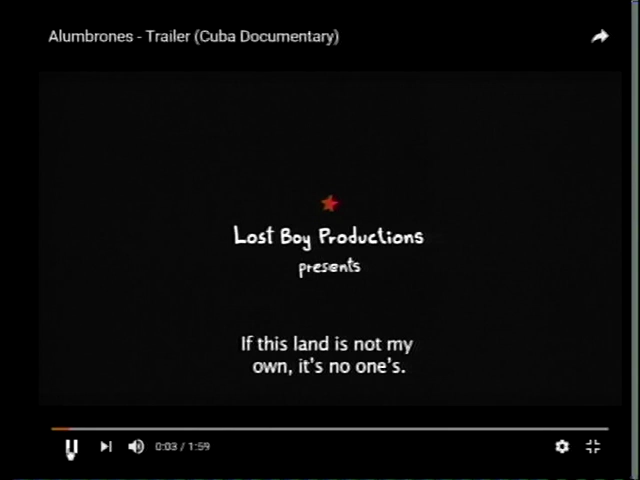 Alumbrones - Trailer (Cuba Documentary)
Lost Boy Productions
presents
If this land is not my
own, it's no one's.
0:03 / 1:59